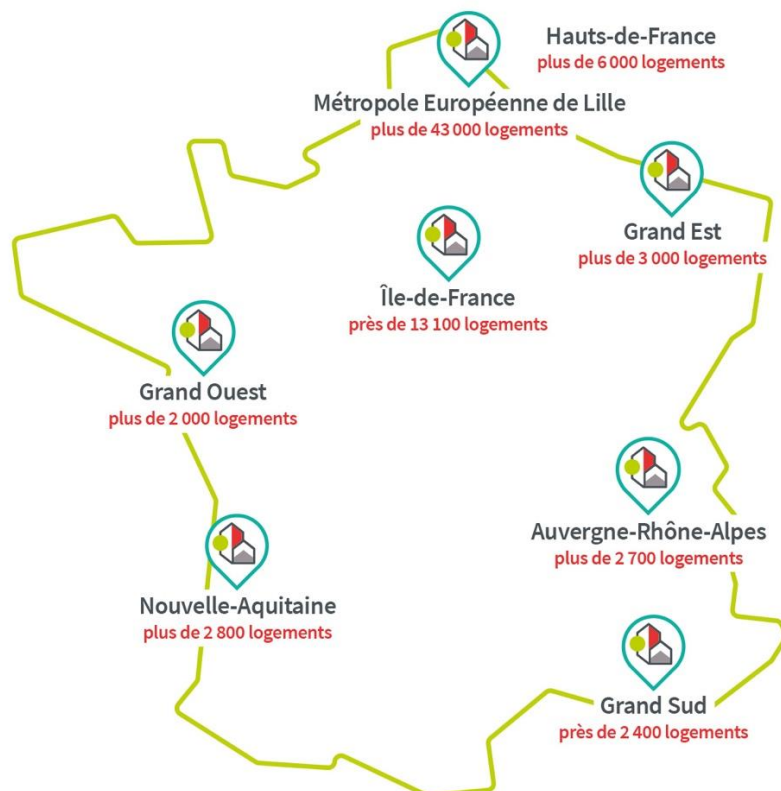 Hauts-de-France
plus de 6 000 logements
Métropole Européenne de Lille
plus de 43 000 logements
Grand Est
plus de 3 000 logements
Île-de-France
près de 13 100 logements
Grand Ouest
plus de 2 000 logements
Auvergne-Rhône-Alpes
plus de 2 700 logements
Nouvelle-Aquitaine
plus de 2 800 logements
Grand Sud
près de 2 400 logements